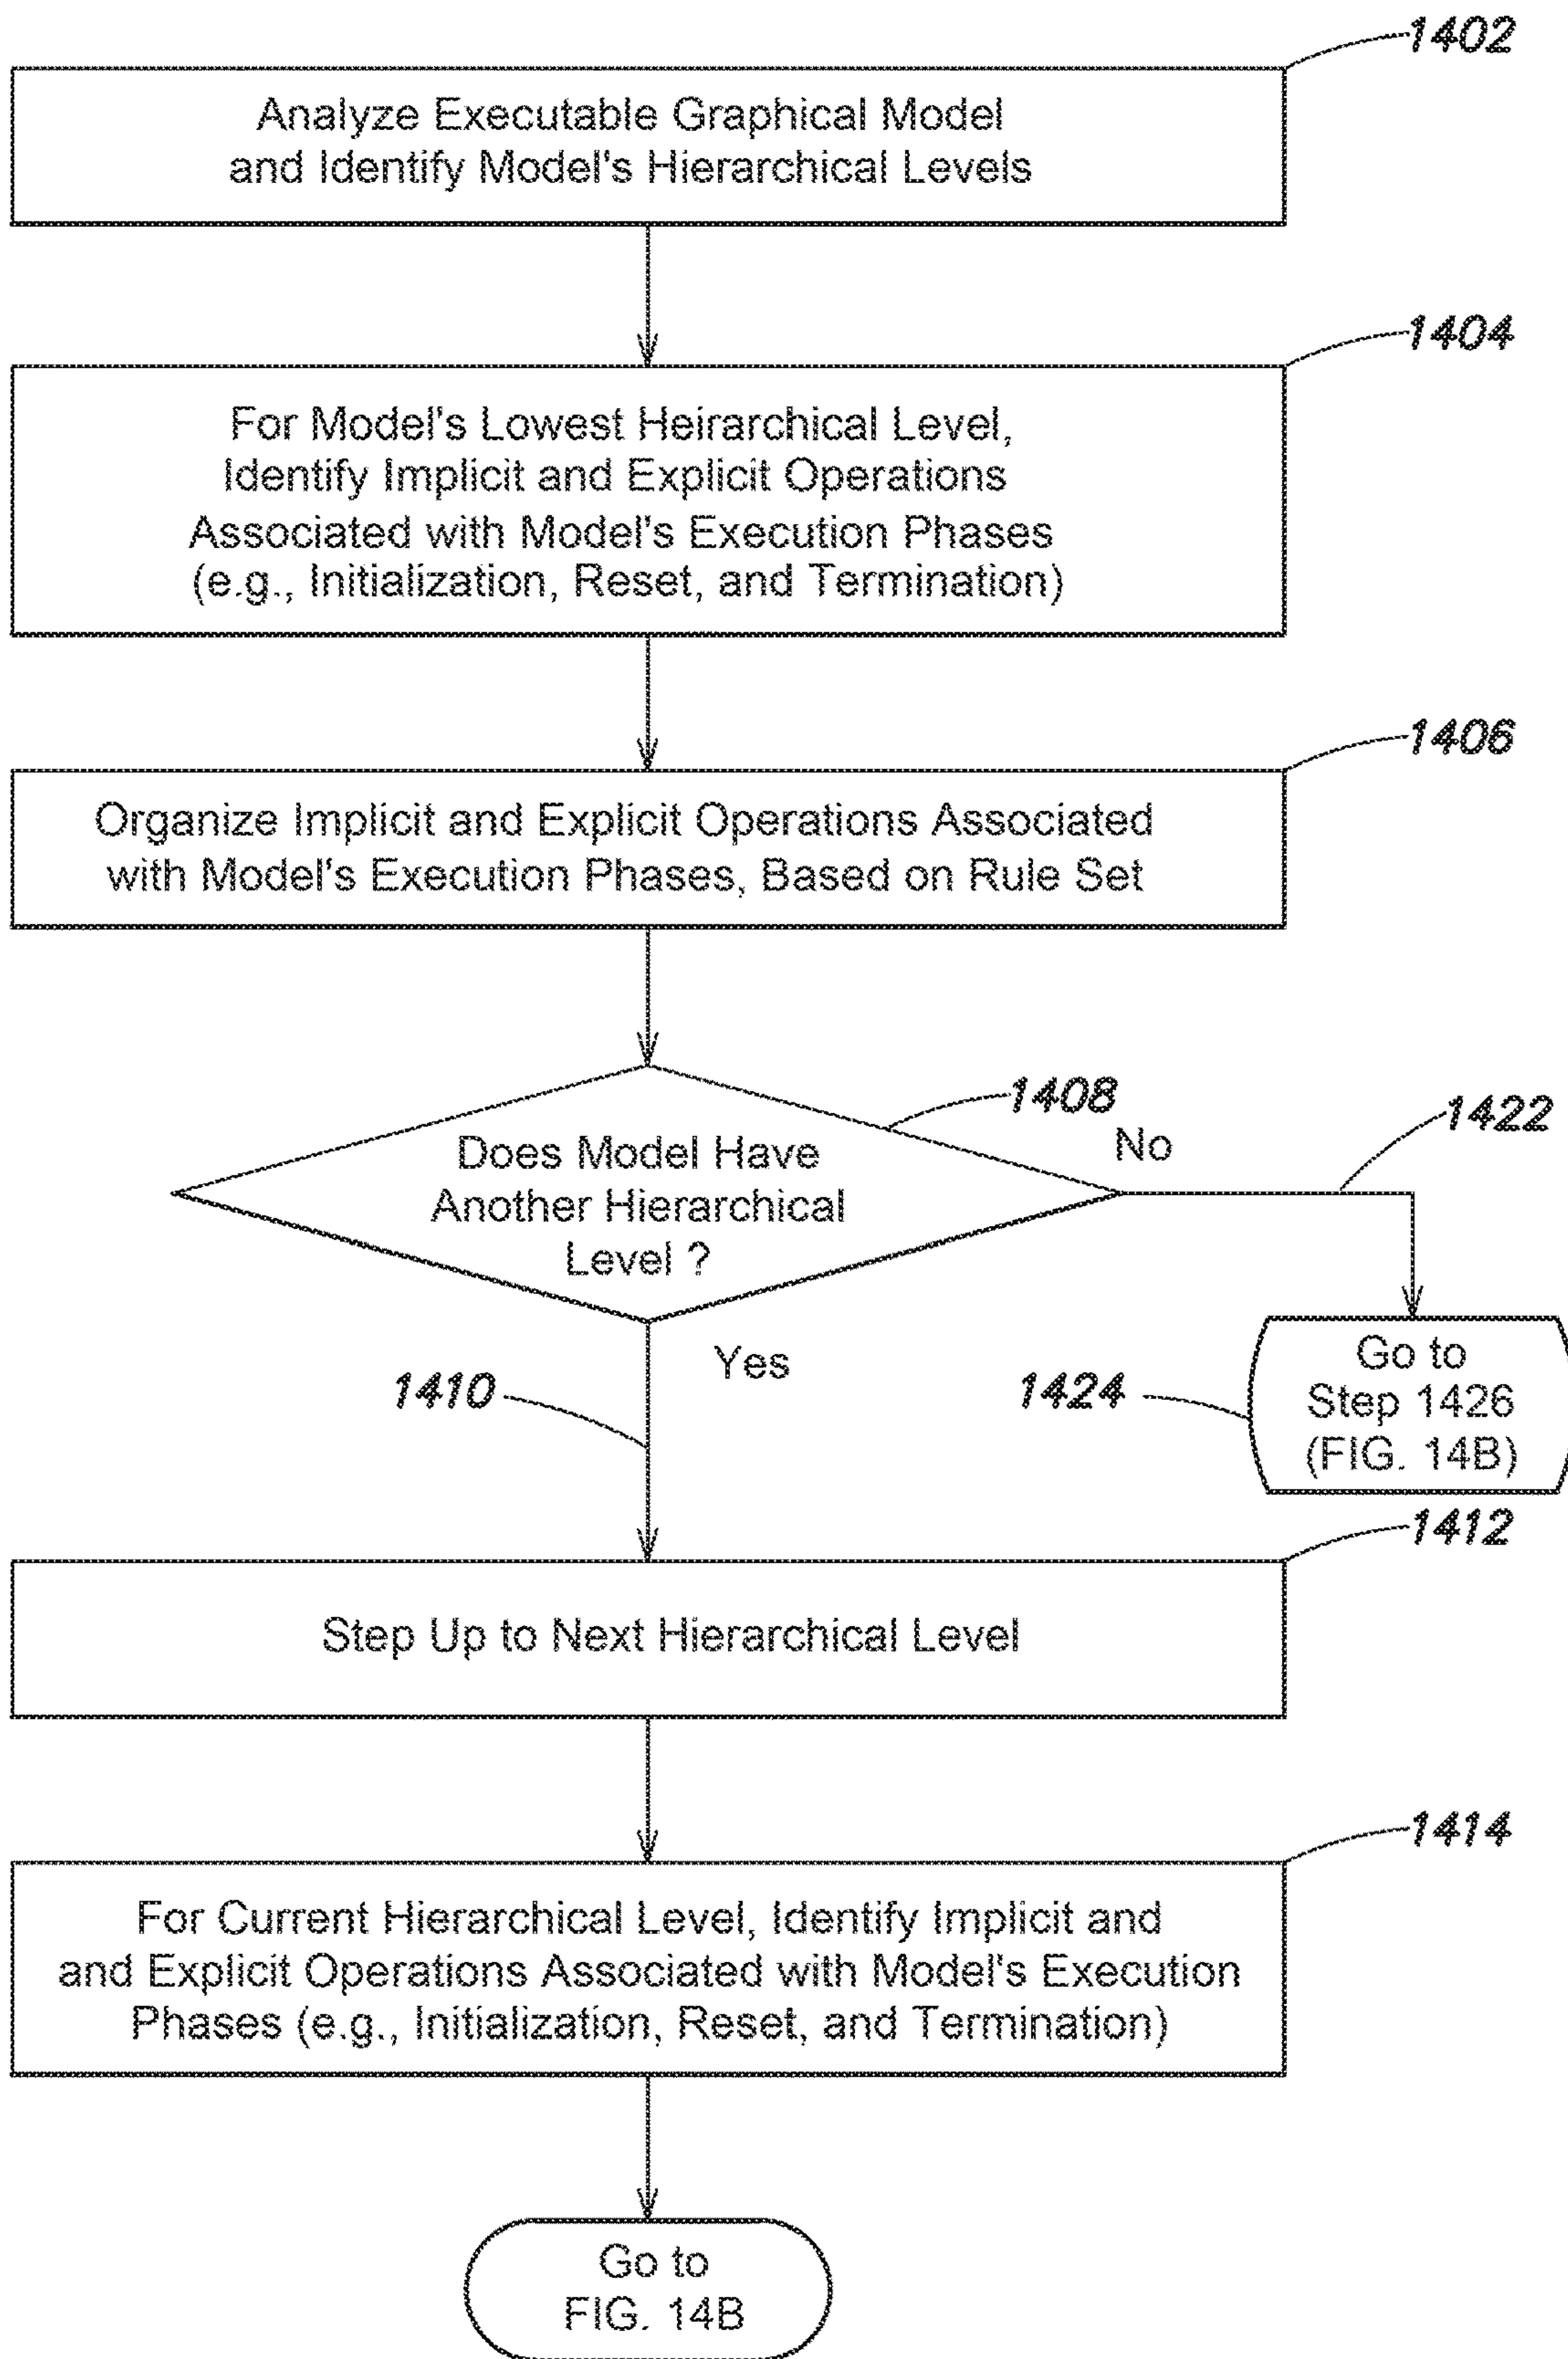 1402
Analyze Executable Graphical Model
and Identify Model's Hierarchical Levels
1404
For Model's Lowest Heirarchical Level,
Identify Implicit and Explicit Operations
Associated with Model's Execution Phases
(e.g., Initialization, Reset, and Termination)
1406
Organize Implicit and Explicit Operations Associated
with Model's Execution Phases, Based on Rule Set
1408
Does Model Have
Another Hierarchical
Level ?
No
1422
Yes
1410
1424
Go to
Step 1426
(FIG. 14B)
1412
Step Up to Next Hierarchical Level
1414
For Current Hierarchical Level, Identify Implicit and
and Explicit Operations Associated with Model's Execution
Phases (e.g., Initialization, Reset, and Termination)
Go to
FIG. 14B